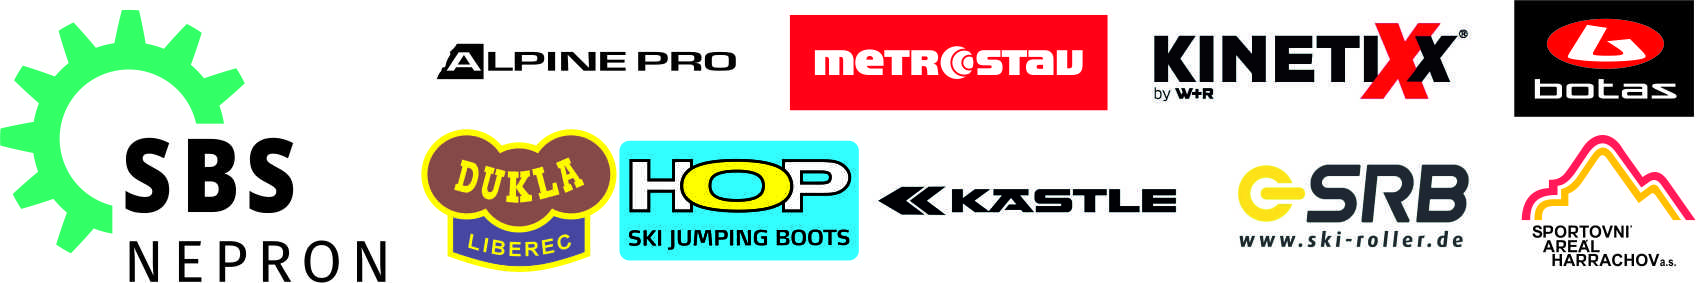 SBS
NEPRON
ALPINE PRO
metrostav
KINETIXx®
by W+R
botas
DUKLA
LIBEREC
HOP
SKI JUMPING BOOTS
KÄSTLE
SRB
www.ski-roller.de
SPORTOVNÍ
AREÁL
HARRACHOV a.s.